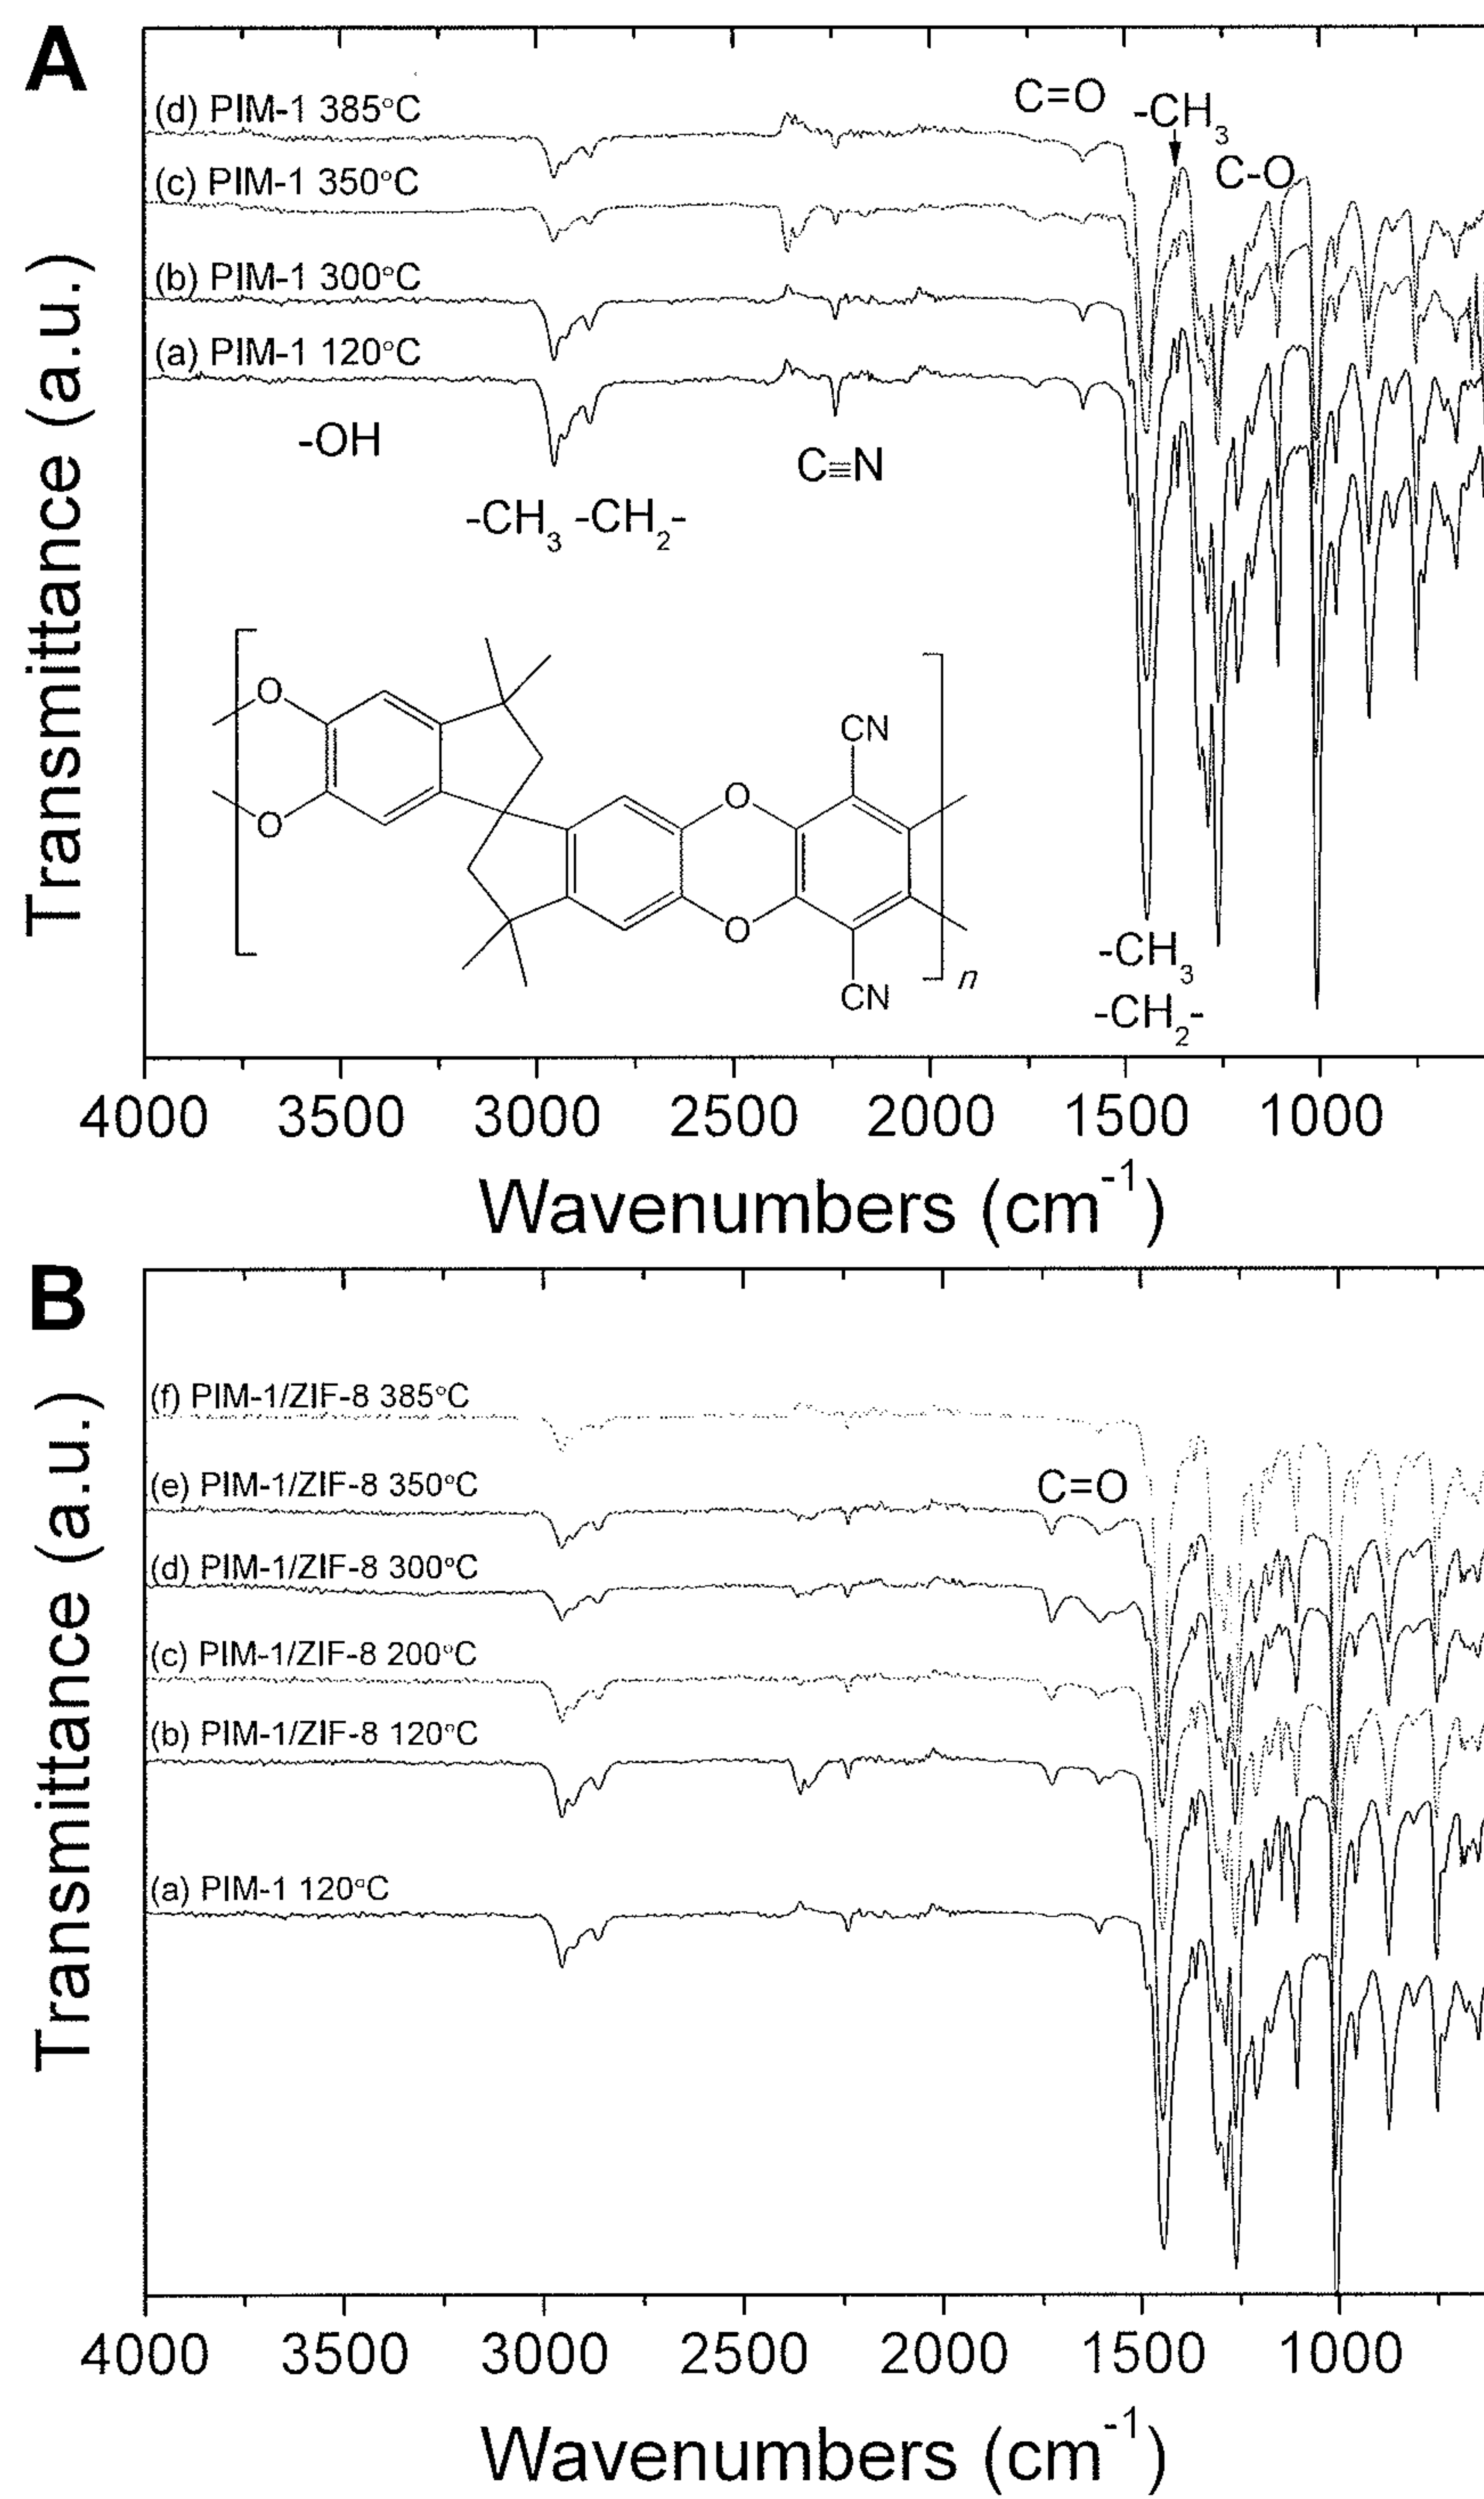 A
(d) PIM-1 385°C
C=O
-CH3
(c) PIM-1 350°C
C-O
(b) PIM-1 300°C
(a) PIM-1 120°C
-OH
C≡N
-CH3 -CH2-
O
CN
O
O
O
CN
n
-CH3
-CH2-
Transmittance (a.u.)
4000 3500 3000 2500 2000 1500 1000
Wavenumbers (cm-1)
B
(f) PIM-1/ZIF-8 385°C
(e) PIM-1/ZIF-8 350°C
C=O
(d) PIM-1/ZIF-8 300°C
(c) PIM-1/ZIF-8 200°C
(b) PIM-1/ZIF-8 120°C
(a) PIM-1 120°C
Transmittance (a.u.)
4000 3500 3000 2500 2000 1500 1000
Wavenumbers (cm-1)